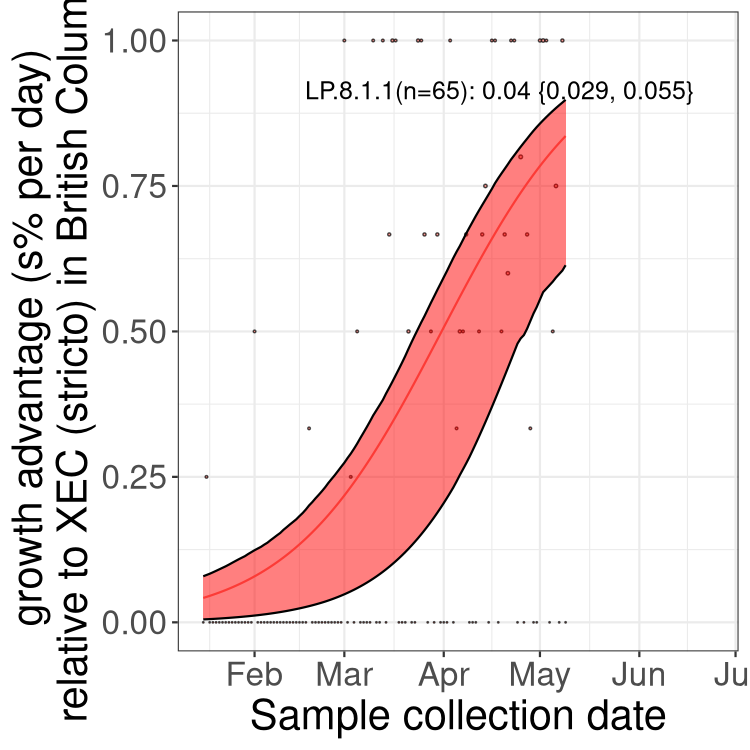 growth advantage (s% per day)
relative to XEC (stricto) in British Colum
1.00
0.75
0.50
0.25
0.00
LP.8.1.1(n=65): 0.04 {0.029, 0.055}
Feb Mar Apr May Jun Ju
Sample collection date